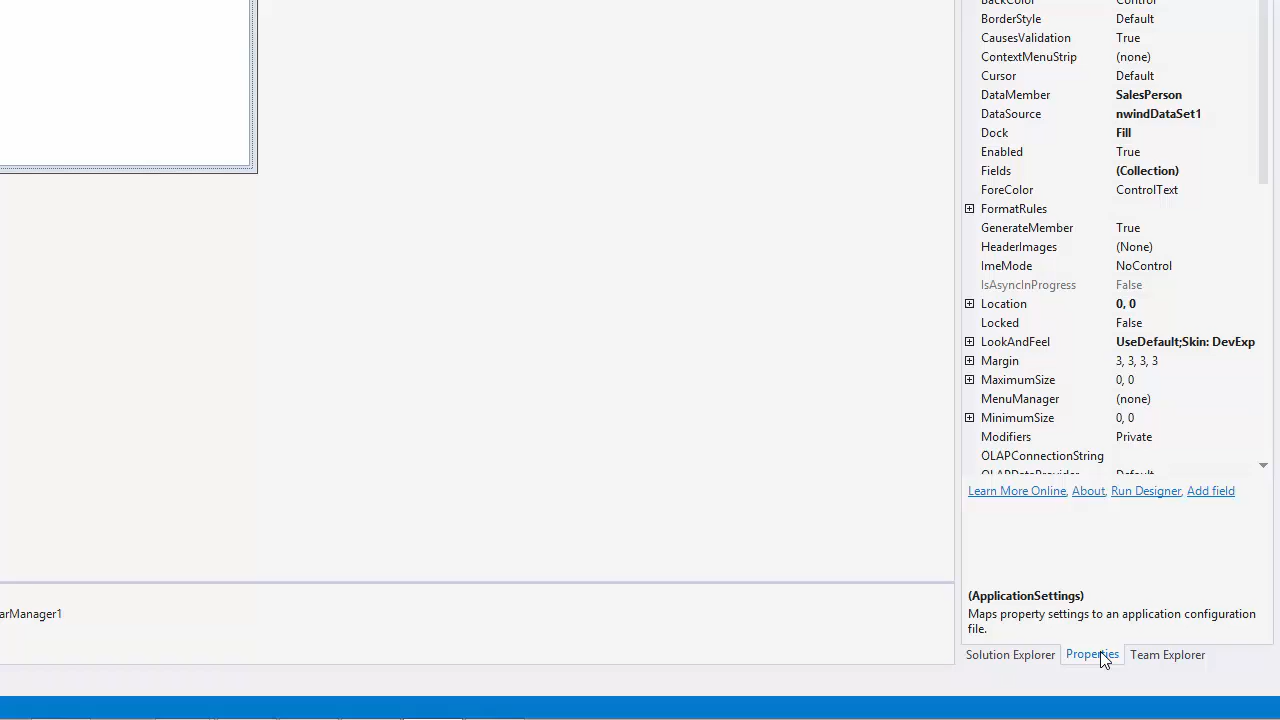 BackColor Control
BorderStyle Default
CausesValidation True
ContextMenuStrip (none)
Cursor Default
DataMember SalesPerson
DataSource nwindDataSet1
Dock Fill
Enabled True
Fields (Collection)
ForeColor ControlText
FormatRules
GenerateMember True
HeaderImages (None)
ImeMode NoControl
IsAsyncInProgress False
Location 0, 0
Locked False
LookAndFeel UseDefault;Skin: DevExp
Margin 3, 3, 3, 3
MaximumSize 0, 0
MenuManager (none)
MinimumSize 0, 0
Modifiers Private
OLAPConnectionString
OLAPDataProvider Default
Learn More Online, About, Run Designer, Add field
(ApplicationSettings)
Maps property settings to an application configuration
file.
arManager1
Solution Explorer Properties Team Explorer